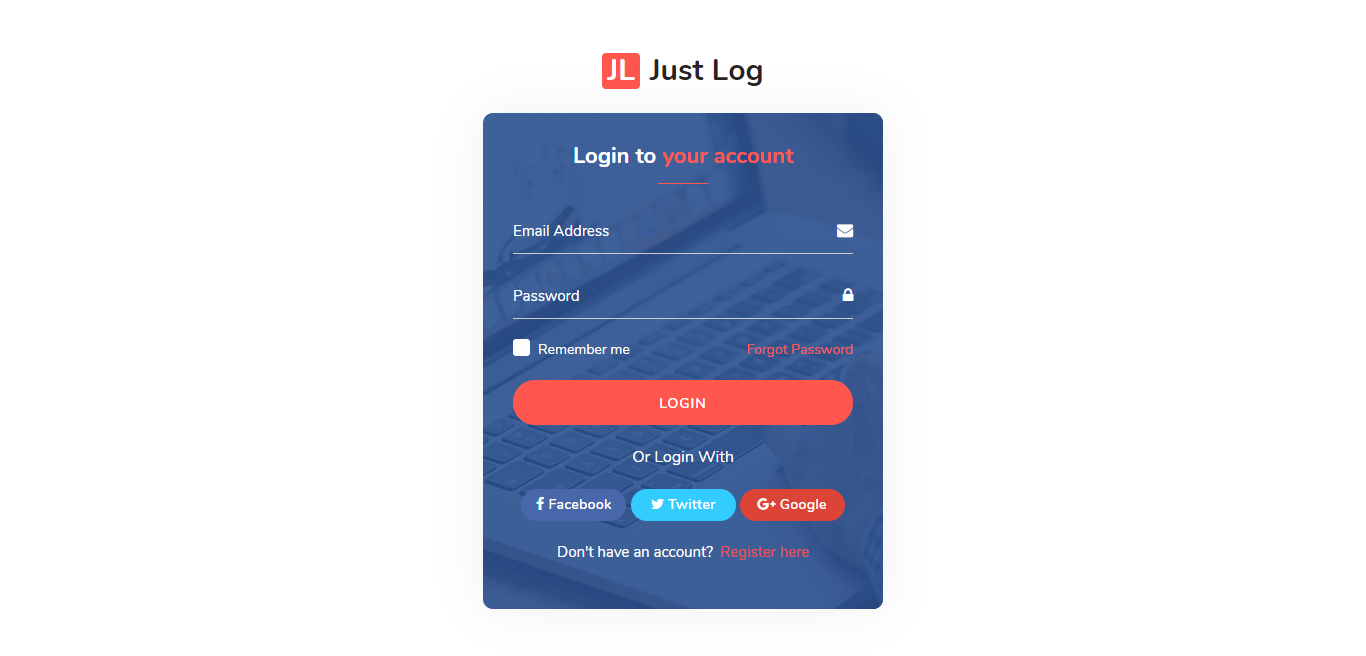 JL Just Log
Login to your account
Email Address
Password
Remember me Forgot Password
LOGIN
Or Login With
Facebook Twitter G+ Google
Don't have an account? Register here